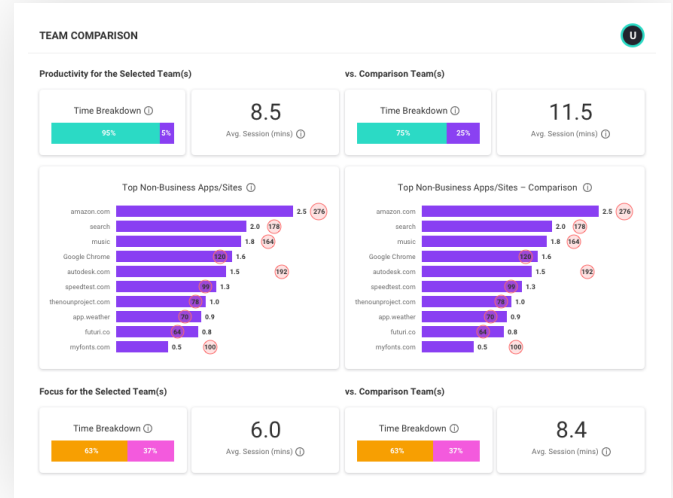 TEAM COMPARISON
U
Productivity for the Selected Team(s)
vs. Comparison Team(s)
Time Breakdown ⓘ
95% 5%
8.5
Avg. Session (mins) ⓘ
Time Breakdown ⓘ
75% 25%
11.5
Avg. Session (mins) ⓘ
Top Non-Business Apps/Sites ⓘ
amazon.com 2.5 276
search 2.0 178
music 1.8 164
Google Chrome 120 1.6
autodesk.com 1.5 192
speedtest.com 99 1.3
thenounproject.com 78 1.0
app.weather 70 0.9
futuri.co 64 0.8
myfonts.com 0.5 100
Top Non-Business Apps/Sites – Comparison ⓘ
amazon.com 2.5 276
search 2.0 178
music 1.8 164
Google Chrome 120 1.6
autodesk.com 1.5 192
speedtest.com 99 1.3
thenounproject.com 78 1.0
app.weather 70 0.9
futuri.co 64 0.8
myfonts.com 0.5 100
Focus for the Selected Team(s)
vs. Comparison Team(s)
Time Breakdown ⓘ
63% 37%
6.0
Avg. Session (mins) ⓘ
Time Breakdown ⓘ
63% 37%
8.4
Avg. Session (mins) ⓘ